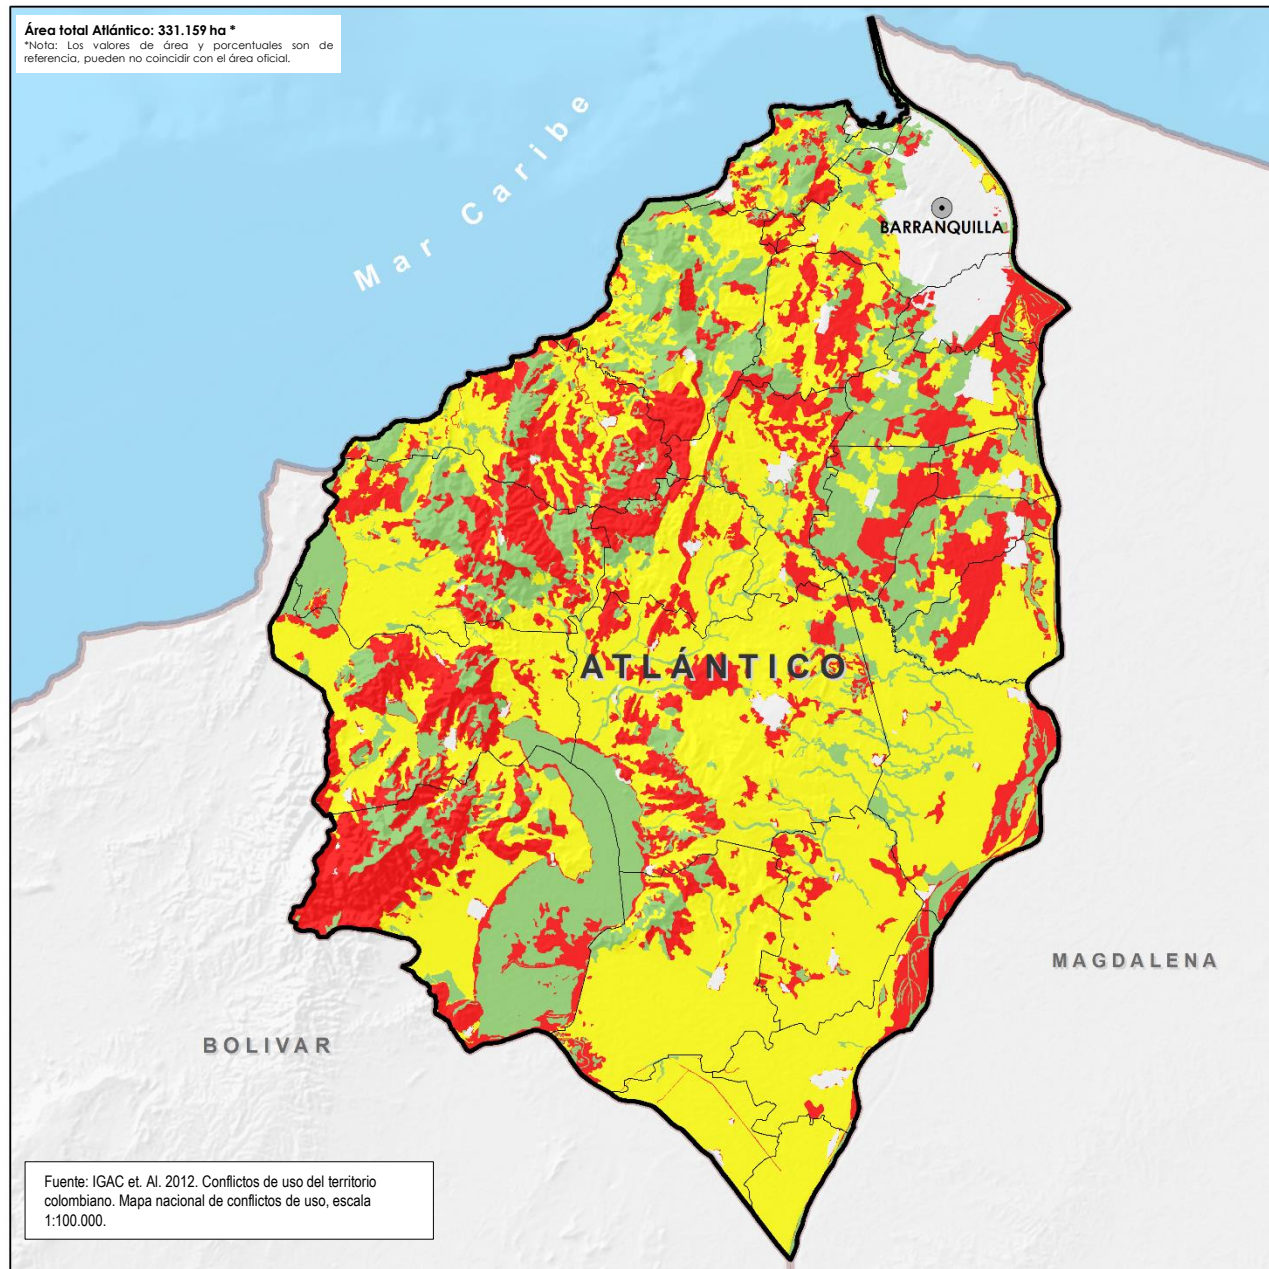 Área total Atlántico: 331.159 ha *
*Nota: Los valores de área y porcentuales son de
referencia, pueden no coincidir con el área oficial.
Mar Caribe
BARRANQUILLA
ATLÁNTICO
MAGDALENA
BOLIVAR
Fuente: IGAC et. Al. 2012. Conflictos de uso del territorio
colombiano. Mapa nacional de conflictos de uso, escala
1:100.000.